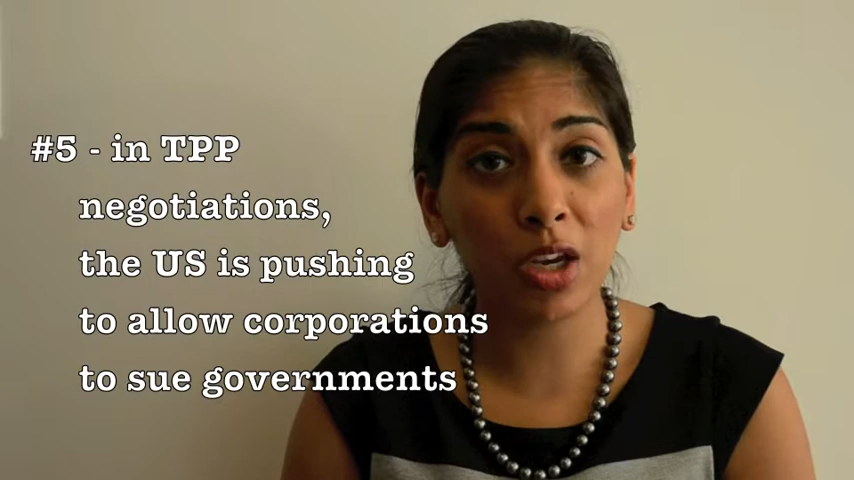 #5 - in TPP
negotiations,
the US is pushing
to allow corporations
to sue governments